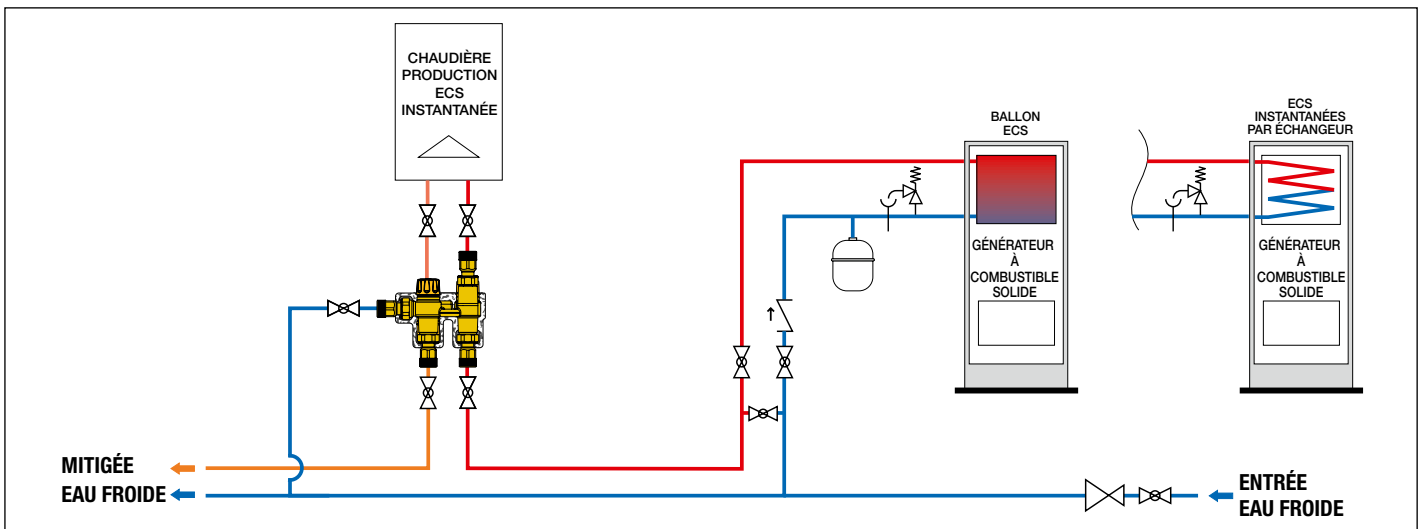 CHAUDIÈRE
PRODUCTION
ECS
INSTANTANÉE
BALLON
ECS
ECS
INSTANTANÉES
PAR ÉCHANGEUR
GÉNÉRATEUR
À
COMBUSTIBLE
SOLIDE
GÉNÉRATEUR
À
COMBUSTIBLE
SOLIDE
MITIGÉE
EAU FROIDE
ENTRÉE
EAU FROIDE